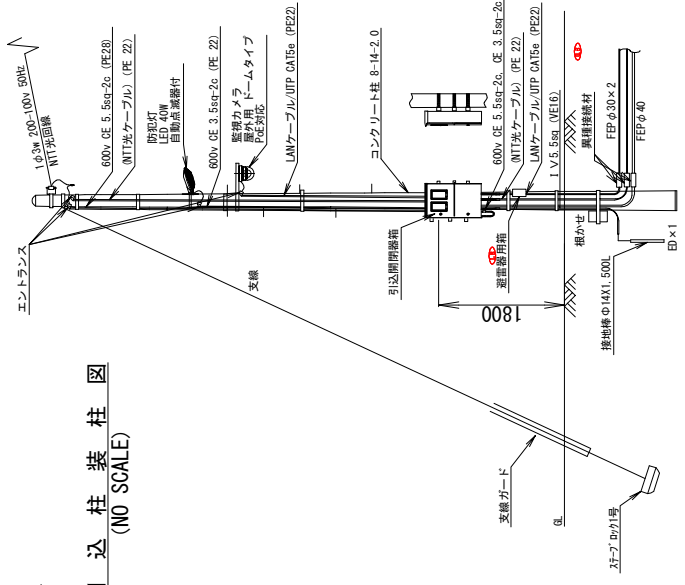 1φ3w 200-100v 50Hz
NTT光回線
エントランス
600v CE 5.5sq-2c (PE28)
(NTT光ケーブル) (PE 22)
防犯灯
LED 40W
自動点滅器付
600v CE 3.5sq-2c (PE 22)
監視カメラ
屋外用 ドームタイプ
PoE対応
LANケーブル/UTP CAT5e (PE22)
コンクリート柱 8-14-2.0
支線
引込開閉器箱
600v CE 5.5sq-2c, CE 3.5sq-2c
(NTT光ケーブル) (PE 22)
避雷器用箱
LANケーブル/UTP CAT5e (PE22)
IV5.5sq (VE16)
1800
異種接続材
FEPφ30×2
FEPφ40
根かせ
接地棒 Φ14X1,500L
ED×1
支線ガード
GL
ステーブロック1号
込柱装柱図
(NO SCALE)